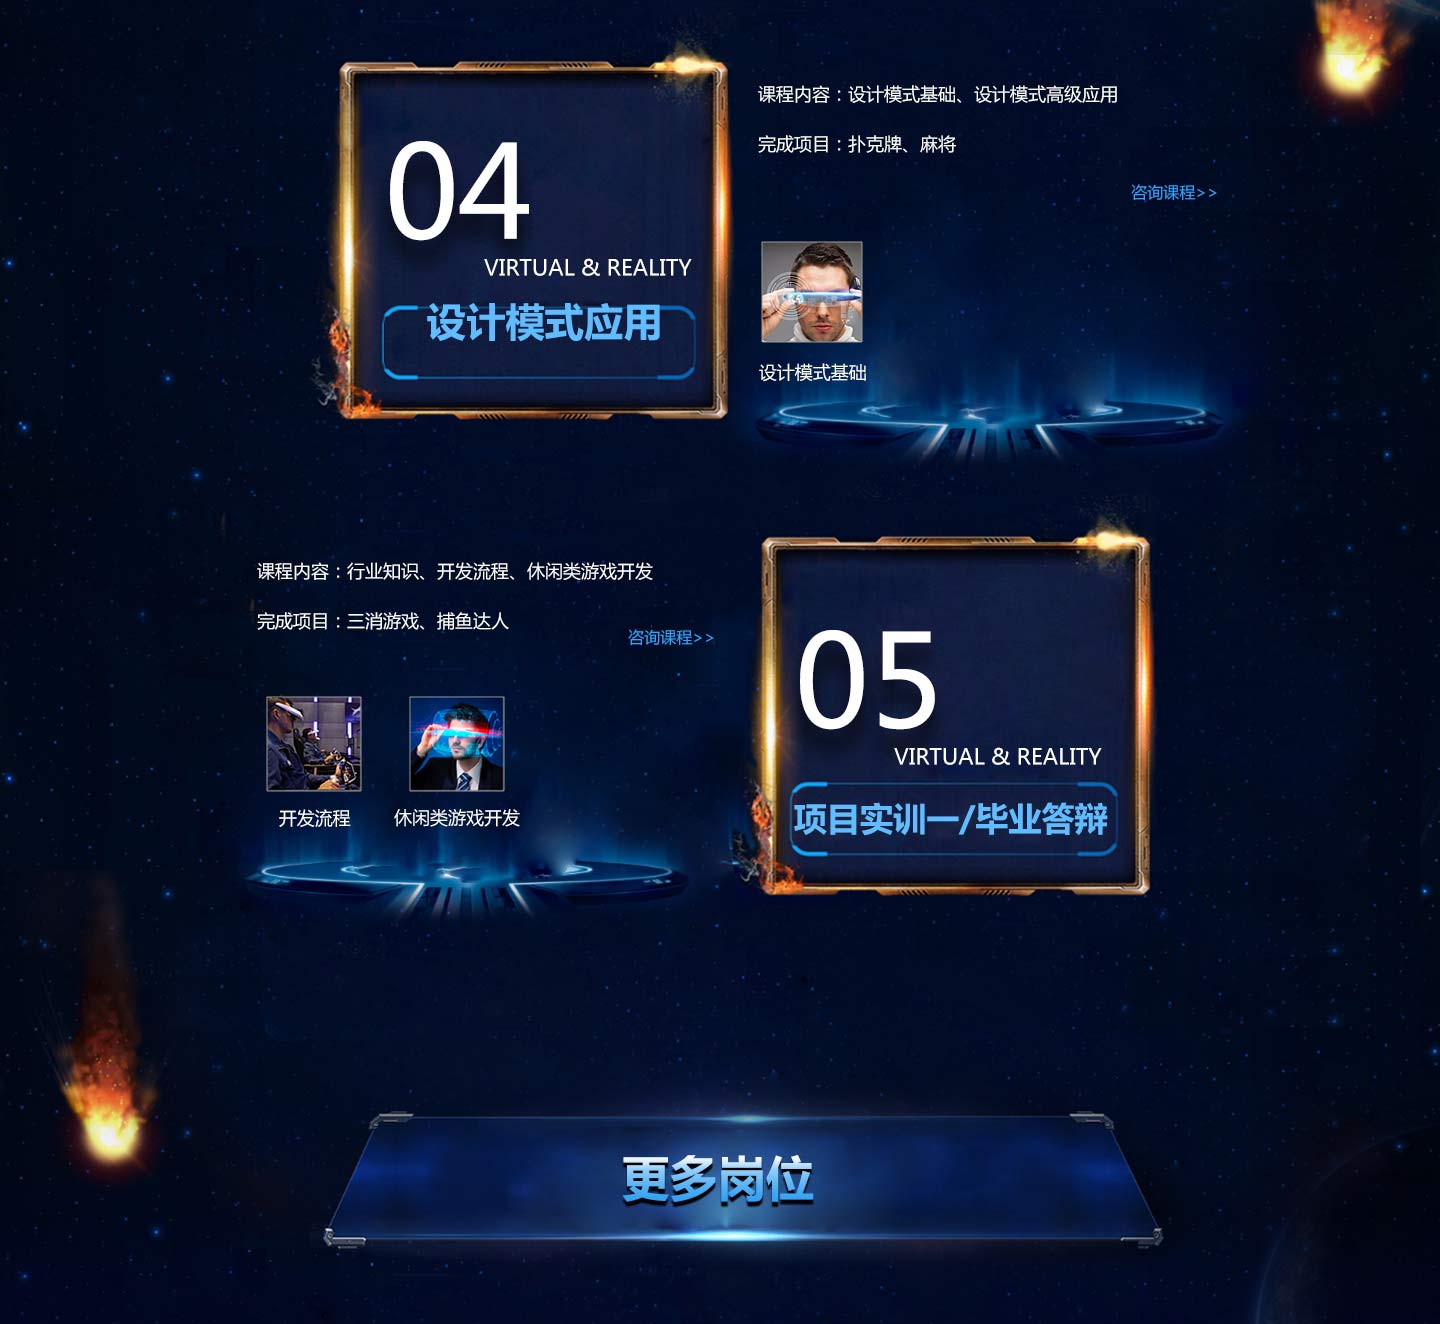 04
VIRTUAL & REALITY
设计模式应用
课程内容：设计模式基础、设计模式高级应用
完成项目：扑克牌、麻将
咨询课程>>
设计模式基础
课程内容：行业知识、开发流程、休闲类游戏开发
完成项目：三消游戏、捕鱼达人
咨询课程>>
开发流程
休闲类游戏开发
05
VIRTUAL & REALITY
项目实训一/毕业答辩
更多岗位